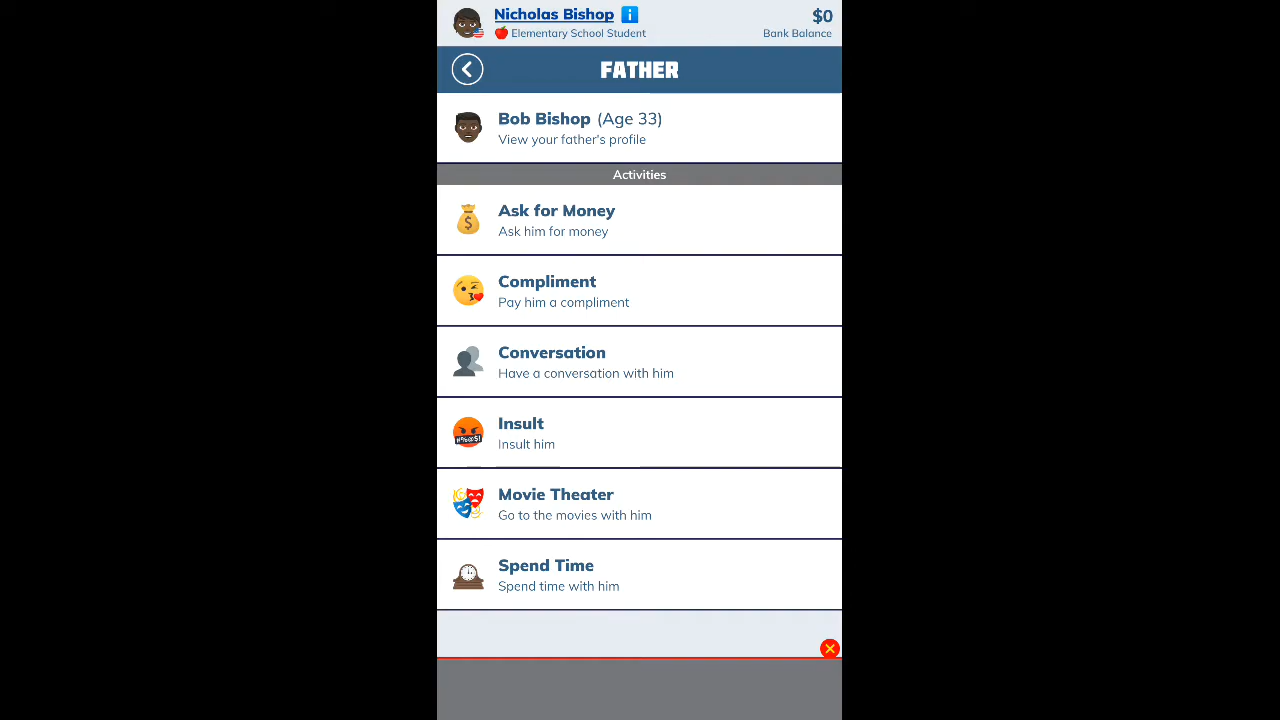 Nicholas Bishop
$0
Elementary School Student
Bank Balance
FATHER
Bob Bishop (Age 33)
View your father's profile
Activities
Ask for Money
Ask him for money
Compliment
Pay him a compliment
Conversation
Have a conversation with him
Insult
Insult him
Movie Theater
Go to the movies with him
Spend Time
Spend time with him